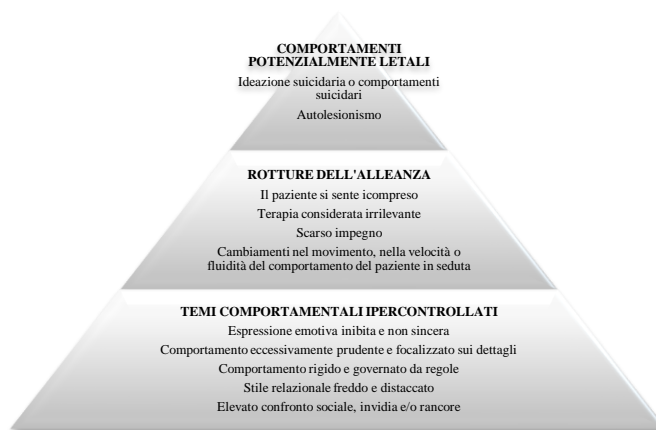 COMPORTAMENTI
POTENZIALMENTE LETALI
Ideazione suicidaria o comportamenti
suicidari
Autolesionismo
ROTTURE DELL'ALLEANZA
Il paziente si sente icompreso
Terapia considerata irrilevante
Scarso impegno
Cambiamenti nel movimento, nella velocità o
fluidità del comportamento del paziente in seduta
TEMI COMPORTAMENTALI IPERCONTROLLATI
Espressione emotiva inibita e non sincera
Comportamento eccessivamente prudente e focalizzato sui dettagli
Comportamento rigido e governato da regole
Stile relazionale freddo e distaccato
Elevato confronto sociale, invidia e/o rancore